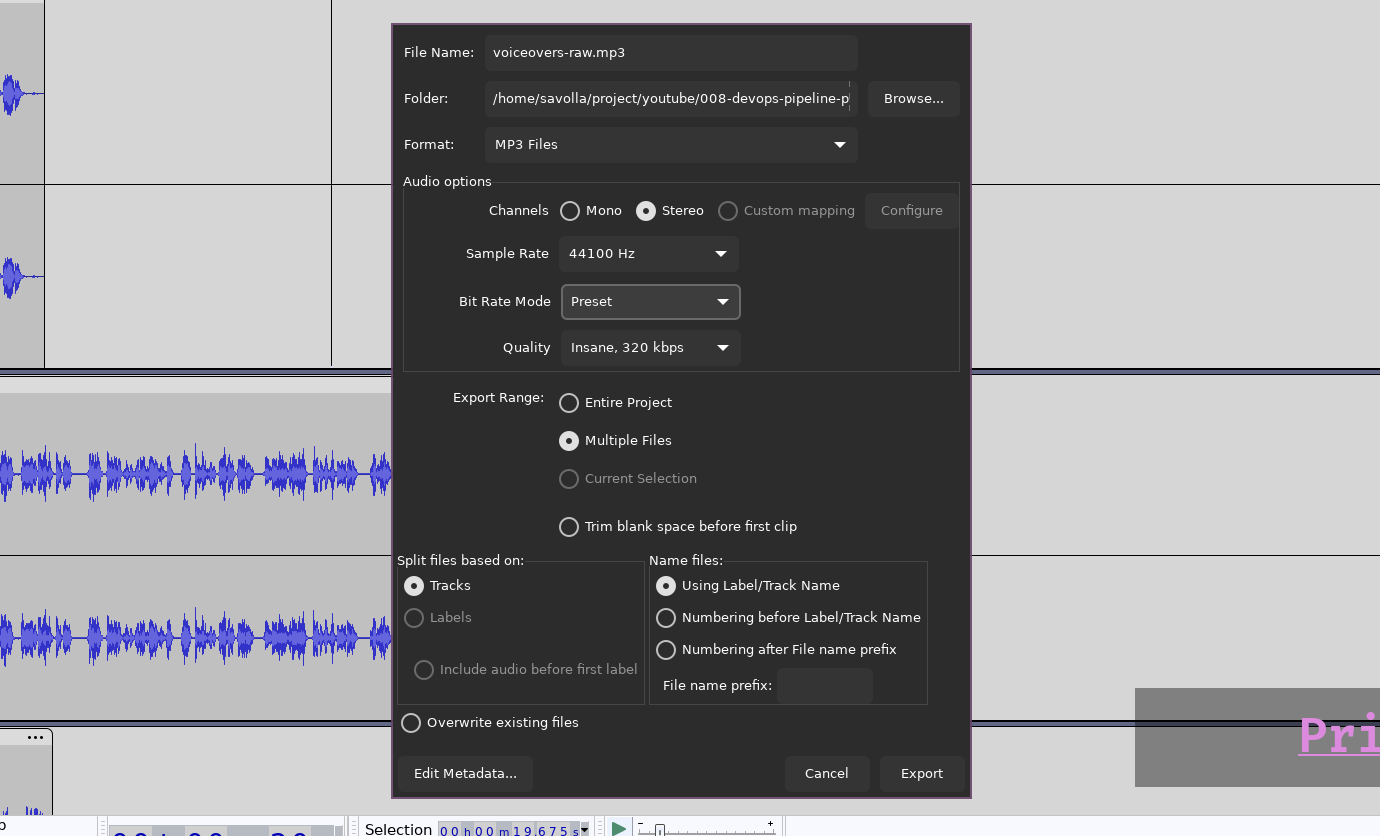 File Name: voiceovers-raw.mp3
Folder: /home/savolla/project/youtube/008-devops-pipeline-p Browse...
Format: MP3 Files
Audio options
Channels Mono Stereo Custom mapping Configure
Sample Rate 44100 Hz
Bit Rate Mode Preset
Quality Insane, 320 kbps
Export Range: Entire Project
Multiple Files
Current Selection
Trim blank space before first clip
Split files based on: Name files:
Tracks Using Label/Track Name
Labels Numbering before Label/Track Name
Numbering after File name prefix
Include audio before first label
File name prefix:
Overwrite existing files
Pri
Edit Metadata... Cancel Export
Selection 00h00m19.675s